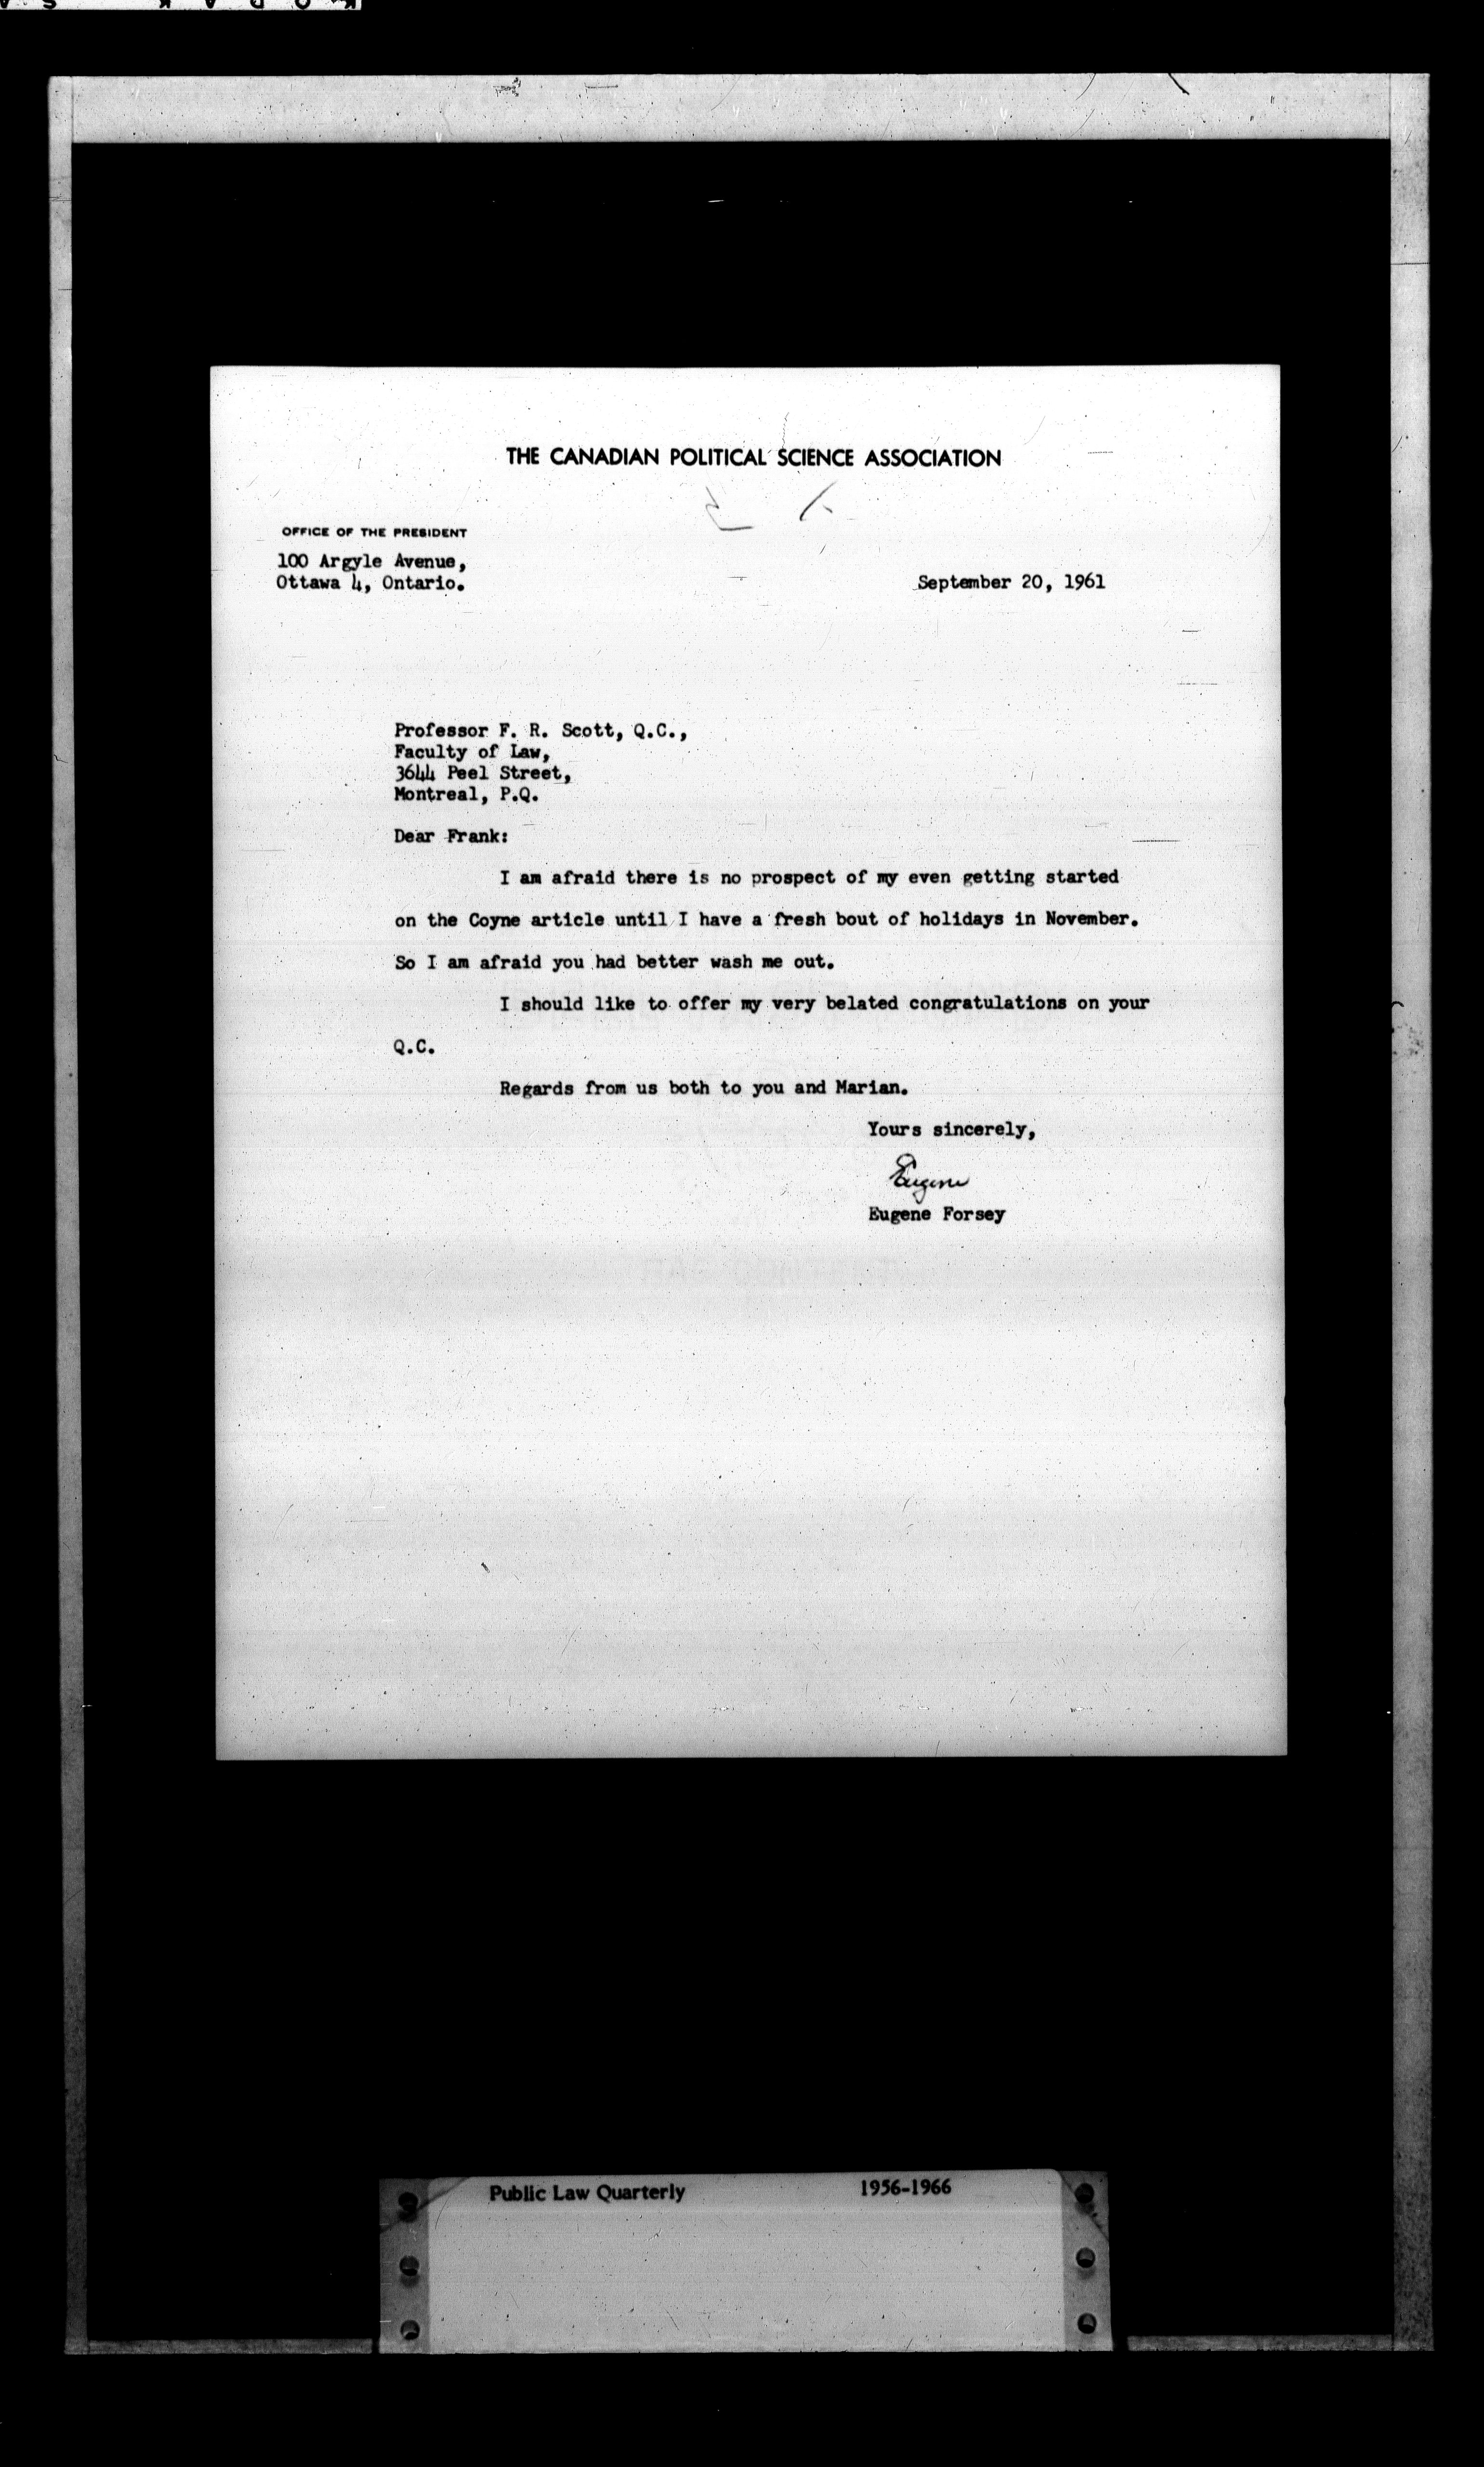 THE CANADIAN POLITICAL SCIENCE ASSOCIATION
OFFICE OF THE PRESIDENT
100 Argyle Avenue,
Ottawa 4, Ontario.
September 20, 1961
Professor F. R. Scott, Q.C.,
Faculty of Law,
3644 Peel Street,
Montreal, P.Q.
Dear Frank:
I am afraid there is no prospect of my even getting started
on the Coyne article until I have a fresh bout of holidays in November.
So I am afraid you had better wash me out.
I should like to offer my very belated congratulations on your
Q.C.
Regards from us both to you and Marian.
Yours sincerely,
Eugene
Eugene Forsey
Public Law Quarterly 1956-1966